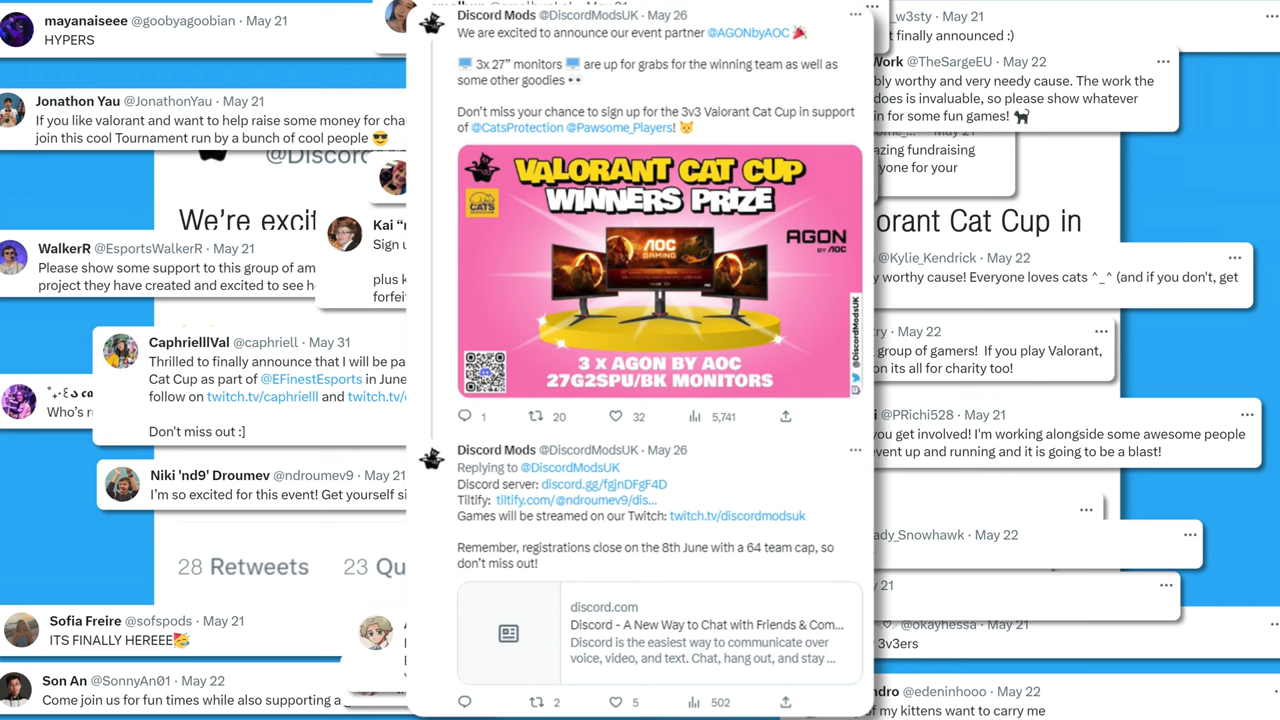 mayanaiseee @goobyagoobian · May 21
HYPERS
Jonathon Yau @JonathonYau · May 21
If you like valorant and want to help raise some money for cha
join this cool Tournament run by a bunch of cool people 😎
@Discord
We're excit
WalkerR @EsportsWalkerR · May 21
Please show some support to this group of am
project they have created and excited to see h
Kai “
Sign u
plus k
forfeit
CaphriellVal @caphriell · May 31
Thrilled to finally announce that I will be pa
Cat Cup as part of @EFinestEsports in June
follow on twitch.tv/caphrielll and twitch.tv/
Don't miss out :]
Who's ru
Niki 'nd9' Droumev @ndroumev9 · May 21
I'm so excited for this event! Get yourself si
28 Retweets 23 Qu
Sofia Freire @sofspods · May 21
ITS FINALLY HEREEE🥳
Son An @SonnyAn01 · May 22
Come join us for fun times while also supporting a g
Discord Mods @DiscordModsUK · May 26
We are excited to announce our event partner @AGONbyAOC 🎉
🖥️ 3x 27” monitors 🖥️ are up for grabs for the winning team as well as
some other goodies 👀
Don't miss your chance to sign up for the 3v3 Valorant Cat Cup in support
of @CatsProtection @Pawsome_Players! 😺
VALORANT CAT CUP
WINNERS PRIZE
CATS
AOC
GAMING
AGON
BY AOC
@DiscordModsUK
3 X AGON BY AOC
27G2SPU/BK MONITORS
1 20 32 5,741
Discord Mods @DiscordModsUK · May 26
Replying to @DiscordModsUK
Discord server: discord.gg/fgjnDFgF4D
Tiltify: tiltify.com/@ndroumev9/dis...
Games will be streamed on our Twitch: twitch.tv/discordmodsuk
Remember, registrations close on the 8th June with a 64 team cap, so
don't miss out!
discord.com
Discord - A New Way to Chat with Friends & Com...
Discord is the easiest way to communicate over
voice, video, and text. Chat, hang out, and stay ...
2 5 502
_w3sty · May 21
t finally announced :)
Work @TheSargeEU · May 22
bly worthy and very needy cause. The work the
does is invaluable, so please show whatever
in for some fun games! 🐈‍⬛
May 21
azing fundraising
yone for your
orant Cat Cup in
@Kylie_Kendrick · May 22
y worthy cause! Everyone loves cats ^_^ (and if you don't, get
try · May 22
group of gamers! If you play Valorant,
on its all for charity too!
i @PRichi528 · May 21
you get involved! I'm working alongside some awesome people
event up and running and it is going to be a blast!
ady_Snowhawk · May 22
y 21
@okayhessa · May 21
3v3ers
ndro @edeninhooo · May 22
of my kittens want to carry me